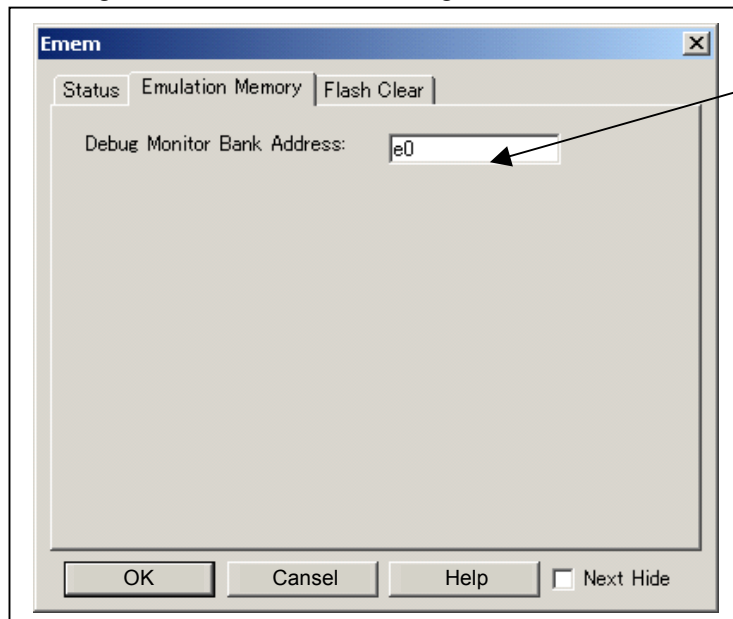 Emem
Status Emulation Memory Flash Clear
Debug Monitor Bank Address: e0
OK Cansel Help Next Hide